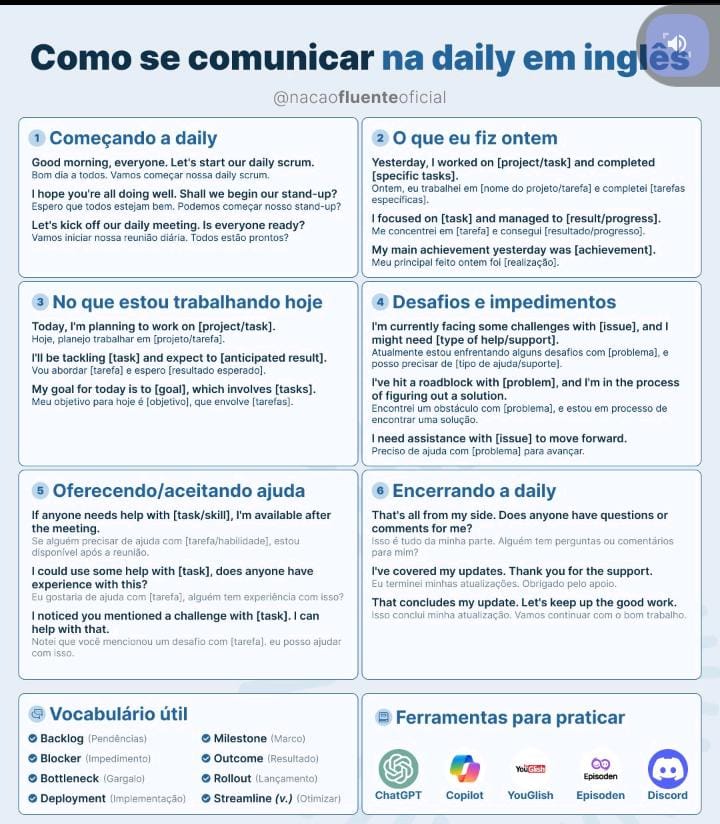 Como se comunicar na daily em inglês
@nacaofluenteoficial
1 Começando a daily
Good morning, everyone. Let's start our daily scrum.
Bom dia a todos. Vamos começar nossa daily scrum.
I hope you're all doing well. Shall we begin our stand-up?
Espero que todos estejam bem. Podemos começar nosso stand-up?
Let's kick off our daily meeting. Is everyone ready?
Vamos iniciar nossa reunião diária. Todos estão prontos?
2 O que eu fiz ontem
Yesterday, I worked on [project/task] and completed
[specific tasks].
Ontem, eu trabalhei em [nome do projeto/tarefa] e completei [tarefas
específicas].
I focused on [task] and managed to [result/progress].
Me concentrei em [tarefa] e consegui [resultado/progresso].
My main achievement yesterday was [achievement].
Meu principal feito ontem foi [realização].
3 No que estou trabalhando hoje
Today, I'm planning to work on [project/task].
Hoje, planejo trabalhar em [projeto/tarefa].
I'll be tackling [task] and expect to [anticipated result].
Vou abordar [tarefa] e espero [resultado esperado].
My goal for today is to [goal], which involves [tasks].
Meu objetivo para hoje é [objetivo], que envolve [tarefas].
4 Desafios e impedimentos
I'm currently facing some challenges with [issue], and I
might need [type of help/support].
Atualmente estou enfrentando alguns desafios com [problema], e
posso precisar de [tipo de ajuda/suporte].
I've hit a roadblock with [problem], and I'm in the process
of figuring out a solution.
Encontrei um obstáculo com [problema], e estou em processo de
encontrar uma solução.
I need assistance with [issue] to move forward.
Preciso de ajuda com [problema] para avançar.
5 Oferecendo/aceitando ajuda
If anyone needs help with [task/skill], I'm available after
the meeting.
Se alguém precisar de ajuda com [tarefa/habilidade], estou
disponível após a reunião.
I could use some help with [task], does anyone have
experience with this?
Eu gostaria de ajuda com [tarefa], alguém tem experiência com isso?
I noticed you mentioned a challenge with [task]. I can
help with that.
Notei que você mencionou um desafio com [tarefa]. eu posso ajudar
com isso.
6 Encerrando a daily
That's all from my side. Does anyone have questions or
comments for me?
Isso é tudo da minha parte. Alguém tem perguntas ou comentários
para mim?
I've covered my updates. Thank you for the support.
Eu terminei minhas atualizações. Obrigado pelo apoio.
That concludes my update. Let's keep up the good work.
Isso conclui minha atualização. Vamos continuar com o bom trabalho.
Vocabulário útil
Backlog (Pendências)
Blocker (Impedimento)
Bottleneck (Gargalo)
Deployment (Implementação)
Milestone (Marco)
Outcome (Resultado)
Rollout (Lançamento)
Streamline (v.) (Otimizar)
Ferramentas para praticar
YouGlish
Episoden
ChatGPT
Copilot
YouGlish
Episoden
Discord